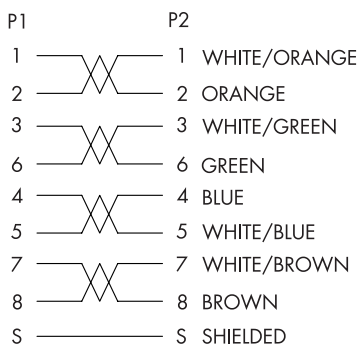 P1 P2
1 1 WHITE/ORANGE
2 2 ORANGE
3 3 WHITE/GREEN
6 6 GREEN
4 4 BLUE
5 5 WHITE/BLUE
7 7 WHITE/BROWN
8 8 BROWN
S S SHIELDED